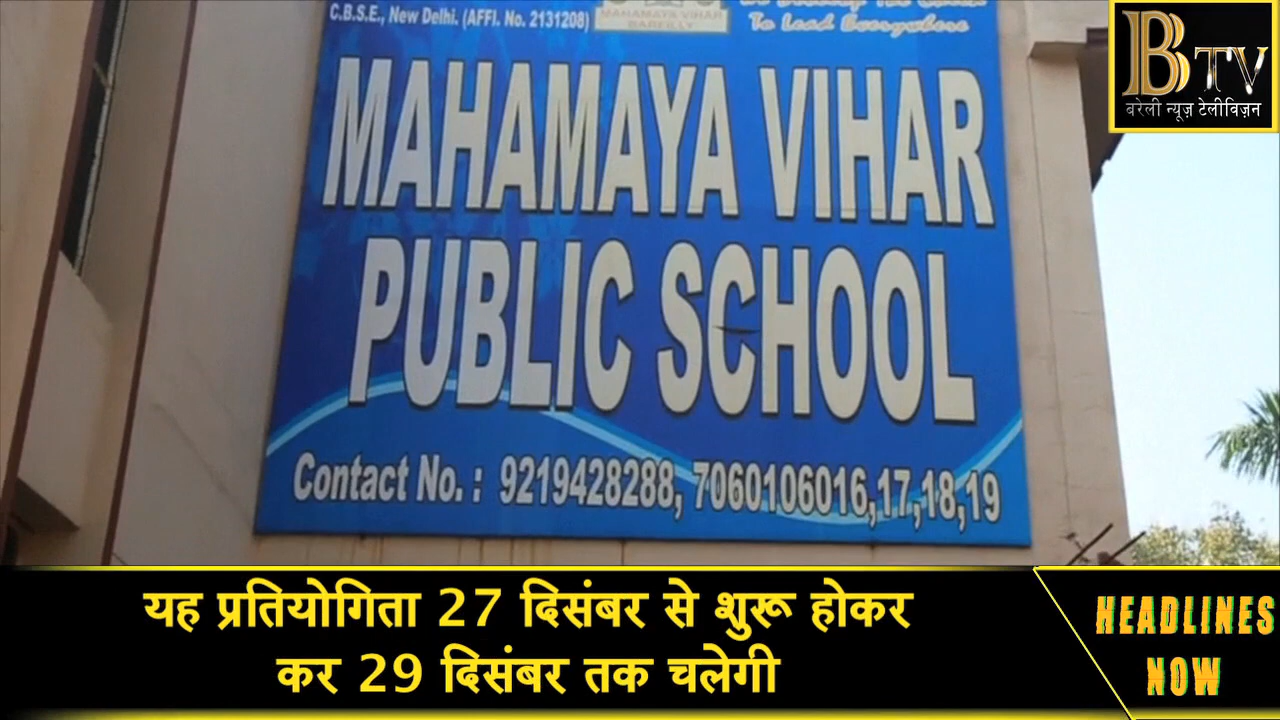 C.B.S.E., New Delhi. (AFFI. No. 2131208)
MAHAMAYA VIHAR
BAREILLY
To Lead Everywhere
MAHAMAYA VIHAR
PUBLIC SCHOOL
Contact No. : 9219428288, 7060106016,17,18,19
BTV
बरेली न्यूज़ टेलीविज़न
यह प्रतियोगिता 27 दिसंबर से शुरू होकर
कर 29 दिसंबर तक चलेगी
HEADLINES
NOW